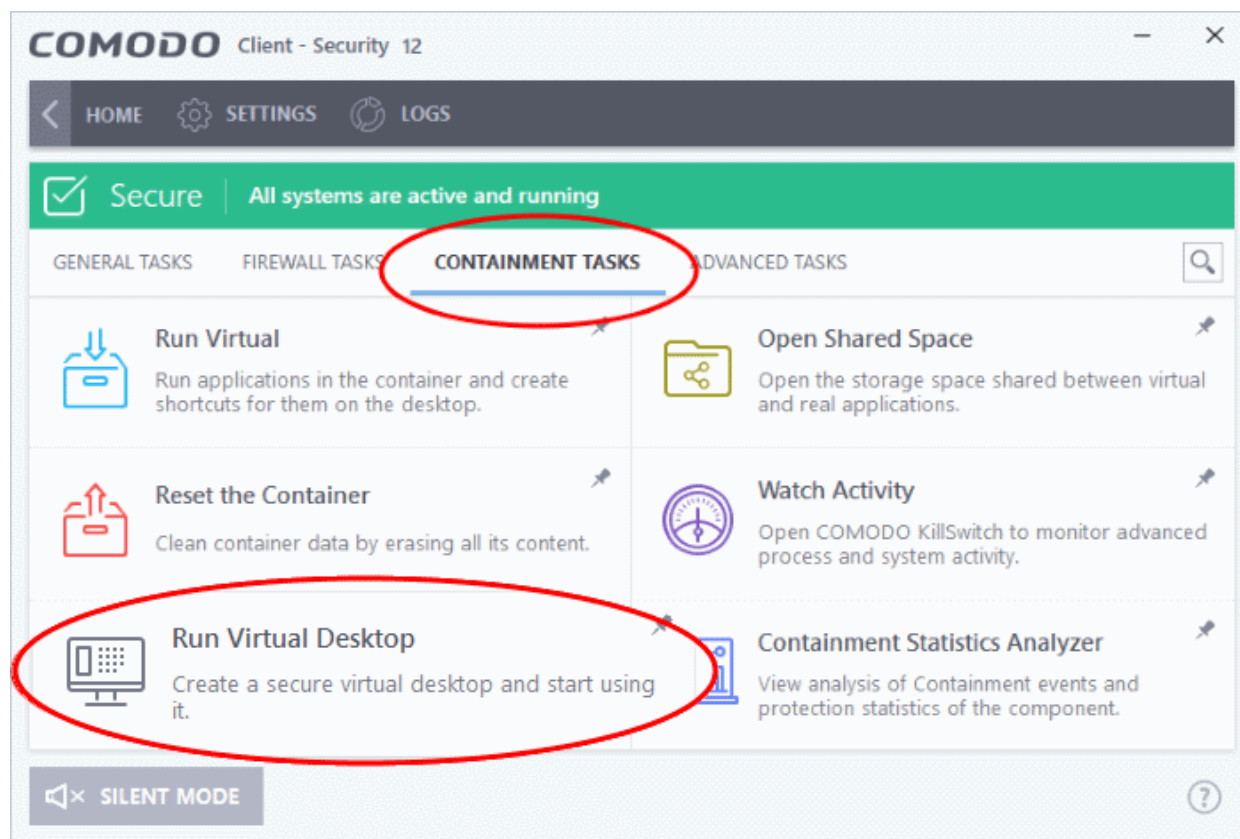 COMODO Client - Security 12
HOME SETTINGS LOGS
Secure All systems are active and running
GENERAL TASKS FIREWALL TASKS CONTAINMENT TASKS ADVANCED TASKS
Run Virtual
Run applications in the container and create
shortcuts for them on the desktop.
Open Shared Space
Open the storage space shared between virtual
and real applications.
Reset the Container
Clean container data by erasing all its content.
Watch Activity
Open COMODO KillSwitch to monitor advanced
process and system activity.
Run Virtual Desktop
Create a secure virtual desktop and start using
it.
Containment Statistics Analyzer
View analysis of Containment events and
protection statistics of the component.
SILENT MODE
?